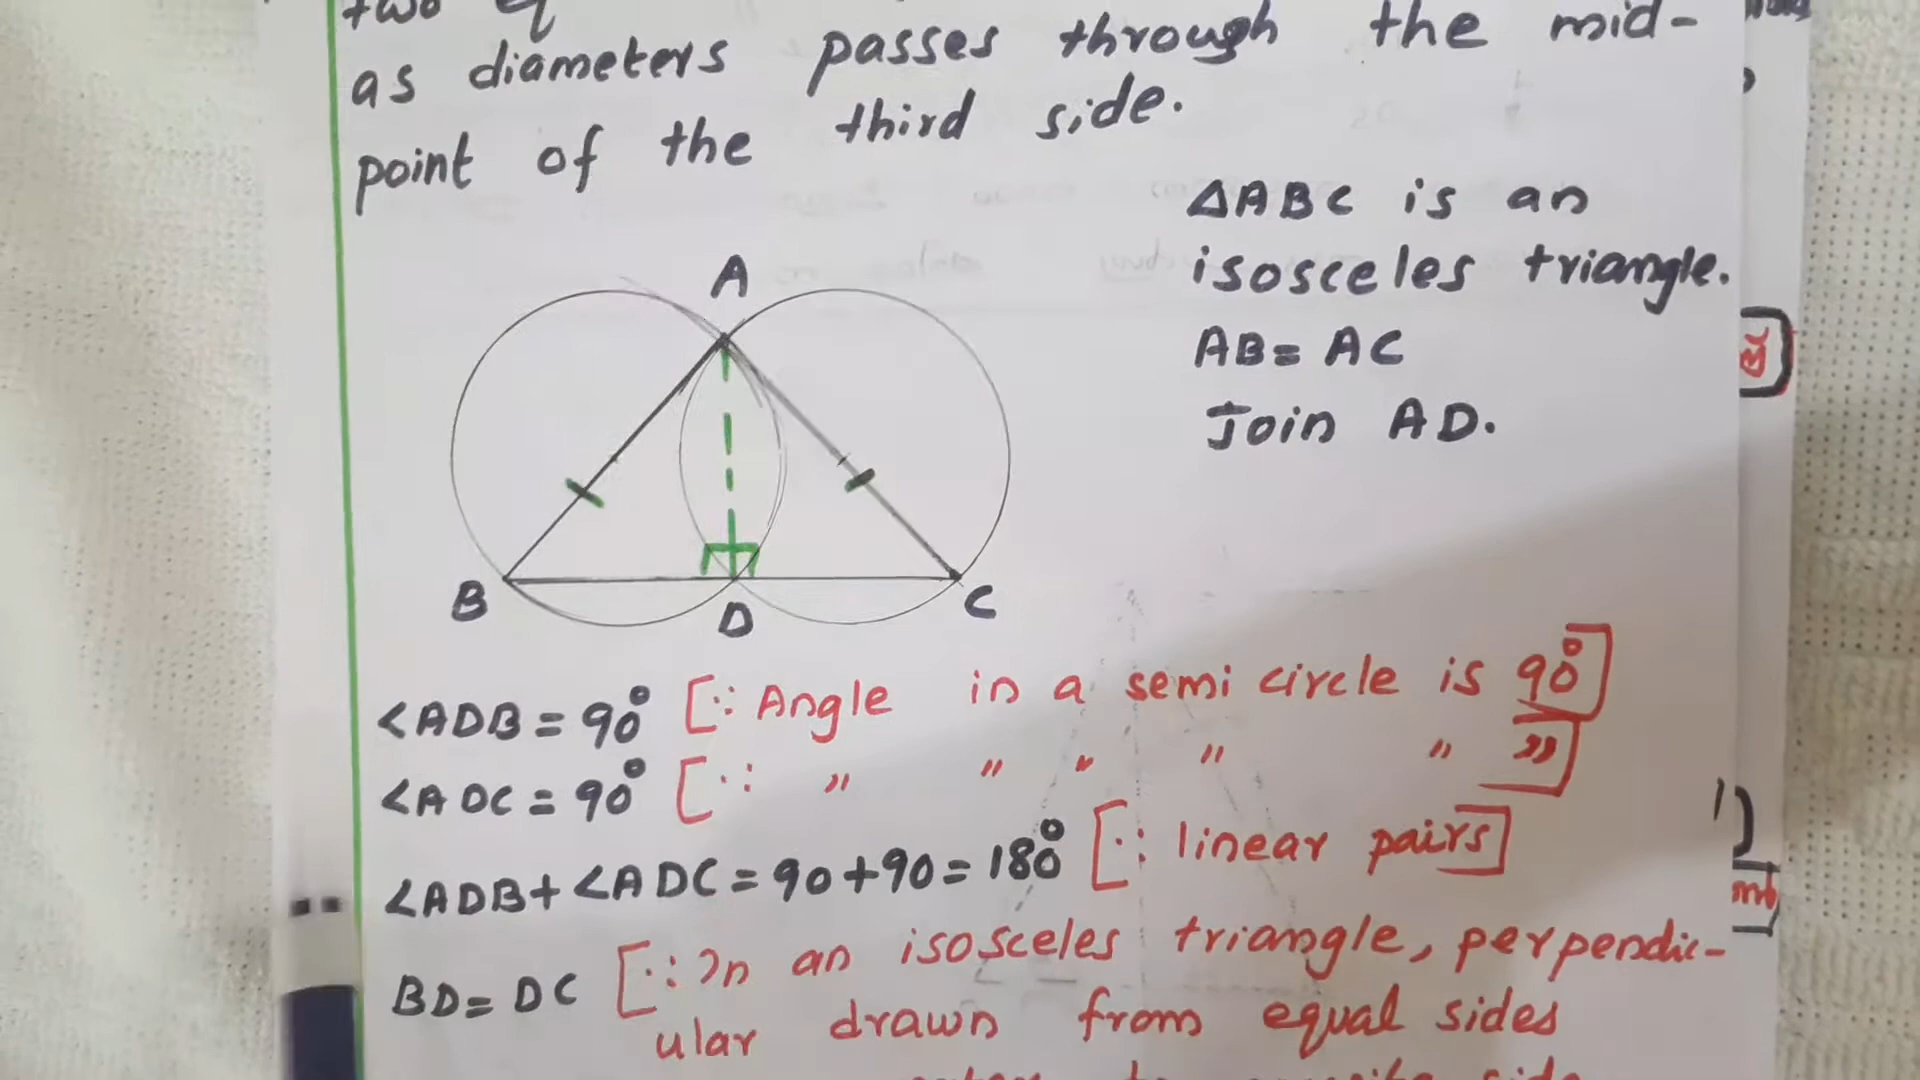 two
as diameters passes through the mid-
point of the third side.
△ABC is an
isosceles triangle.
AB = AC
Join AD.
A
B
D
C
∠ADB = 90° [∵ Angle in a semi circle is 90°]
∠ADC = 90° [∵ " " " " " "]
∠ADB + ∠ADC = 90 + 90 = 180° [∵ linear pairs]
BD = DC [∵ In an isosceles triangle, perpendic-
ular drawn from equal sides